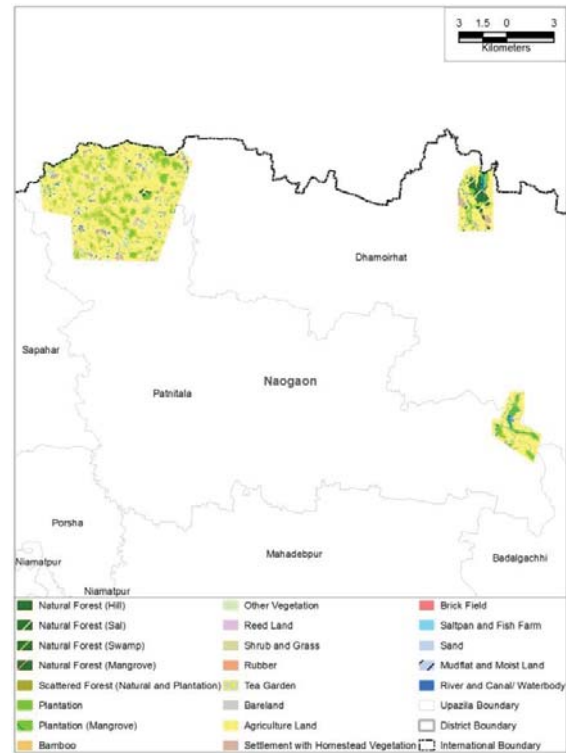 3 1.5 0 3
Kilometers
Dhamoirhat
Sapahar
Patnitala
Naogaon
Porsha
Niamatpur
Mahadebpur
Badalgachhi
Niamatpur
Natural Forest (Hill)
Natural Forest (Sal)
Natural Forest (Swamp)
Natural Forest (Mangrove)
Scattered Forest (Natural and Plantation)
Plantation
Plantation (Mangrove)
Bamboo
Other Vegetation
Reed Land
Shrub and Grass
Rubber
Tea Garden
Bareland
Agriculture Land
Settlement with Homestead Vegetation
Brick Field
Saltpan and Fish Farm
Sand
Mudflat and Moist Land
River and Canal/ Waterbody
Upazila Boundary
District Boundary
International Boundary